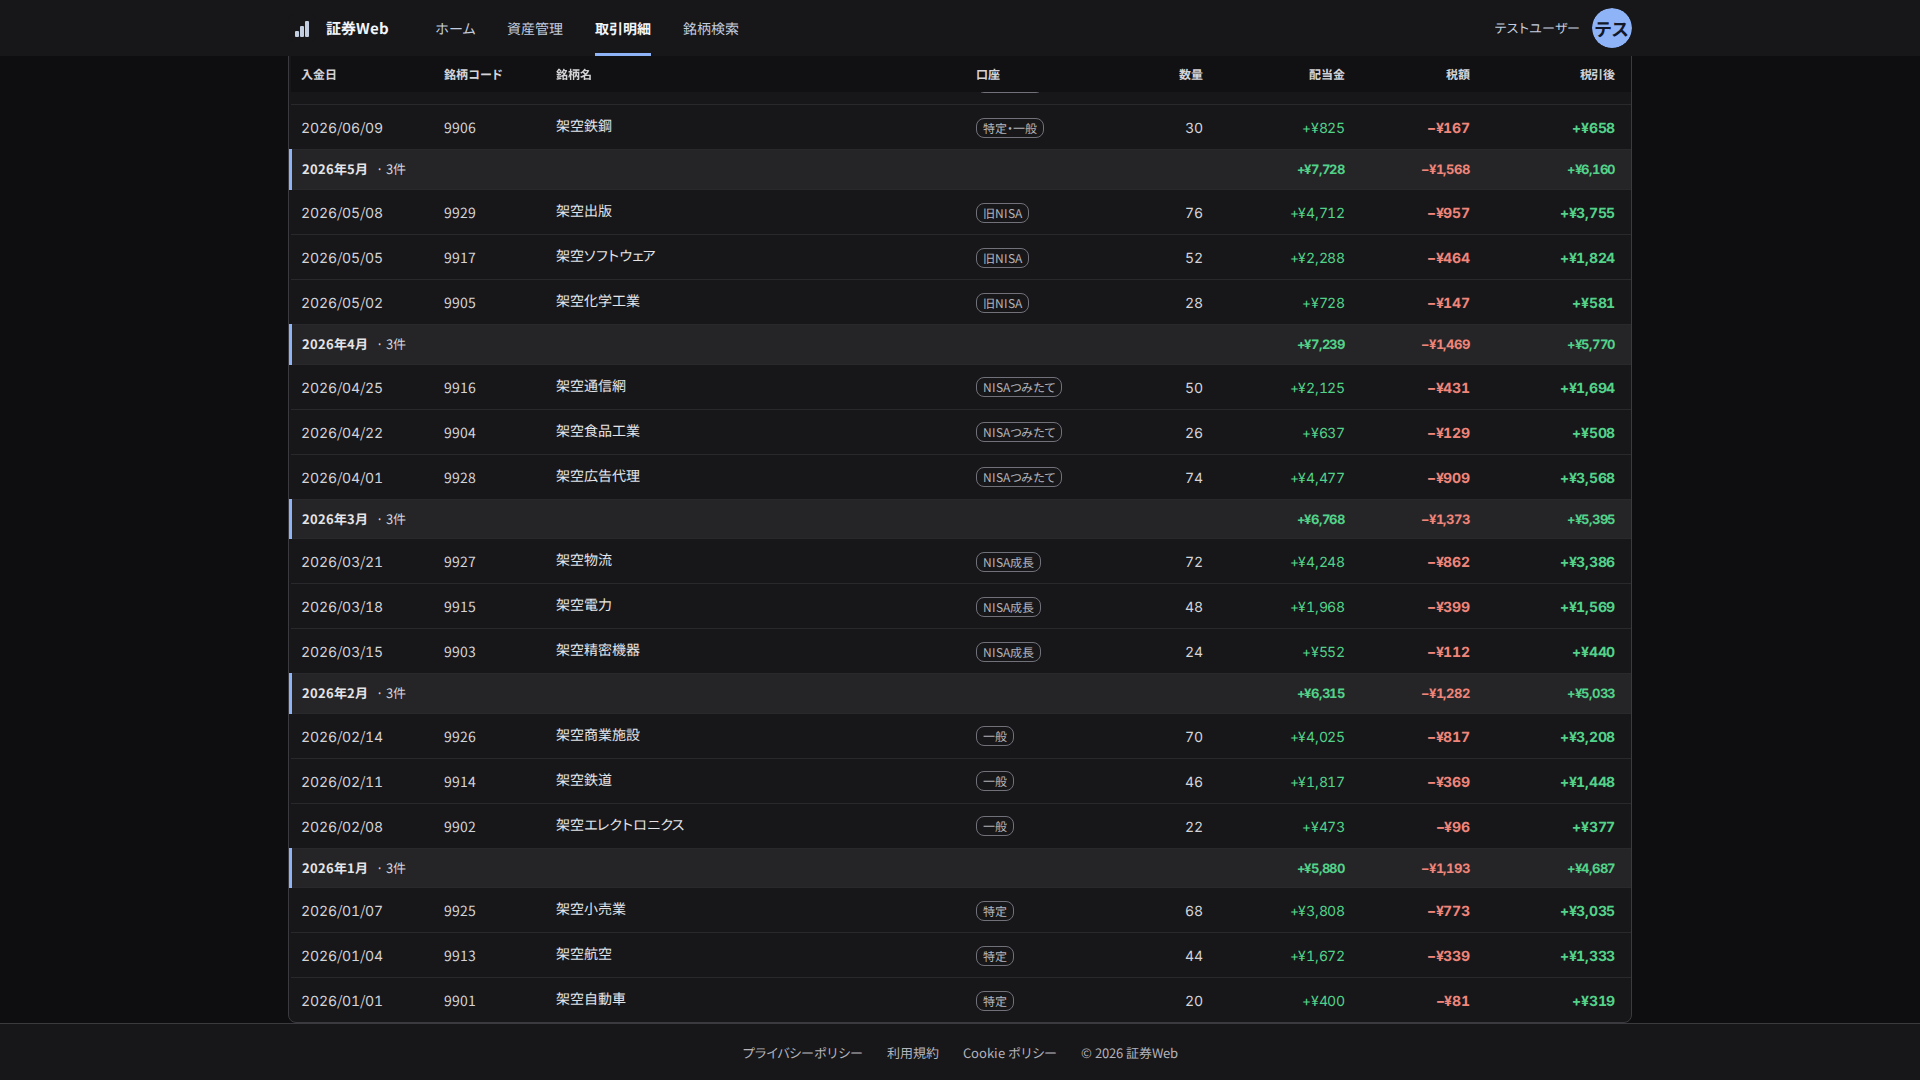 証券Web ホーム 資産管理 取引明細 銘柄検索 テストユーザー テス
入金日 銘柄コード 銘柄名 口座 数量 配当金 税額 税引後
2026/06/09 9906 架空鉄鋼 特定・一般 30 +¥825 −¥167 +¥658
2026年5月 · 3件 +¥7,728 −¥1,568 +¥6,160
2026/05/08 9929 架空出版 旧NISA 76 +¥4,712 −¥957 +¥3,755
2026/05/05 9917 架空ソフトウェア 旧NISA 52 +¥2,288 −¥464 +¥1,824
2026/05/02 9905 架空化学工業 旧NISA 28 +¥728 −¥147 +¥581
2026年4月 · 3件 +¥7,239 −¥1,469 +¥5,770
2026/04/25 9916 架空通信網 NISAつみたて 50 +¥2,125 −¥431 +¥1,694
2026/04/22 9904 架空食品工業 NISAつみたて 26 +¥637 −¥129 +¥508
2026/04/01 9928 架空広告代理 NISAつみたて 74 +¥4,477 −¥909 +¥3,568
2026年3月 · 3件 +¥6,768 −¥1,373 +¥5,395
2026/03/21 9927 架空物流 NISA成長 72 +¥4,248 −¥862 +¥3,386
2026/03/18 9915 架空電力 NISA成長 48 +¥1,968 −¥399 +¥1,569
2026/03/15 9903 架空精密機器 NISA成長 24 +¥552 −¥112 +¥440
2026年2月 · 3件 +¥6,315 −¥1,282 +¥5,033
2026/02/14 9926 架空商業施設 一般 70 +¥4,025 −¥817 +¥3,208
2026/02/11 9914 架空鉄道 一般 46 +¥1,817 −¥369 +¥1,448
2026/02/08 9902 架空エレクトロニクス 一般 22 +¥473 −¥96 +¥377
2026年1月 · 3件 +¥5,880 −¥1,193 +¥4,687
2026/01/07 9925 架空小売業 特定 68 +¥3,808 −¥773 +¥3,035
2026/01/04 9913 架空航空 特定 44 +¥1,672 −¥339 +¥1,333
2026/01/01 9901 架空自動車 特定 20 +¥400 −¥81 +¥319
プライバシーポリシー 利用規約 Cookie ポリシー © 2026 証券Web